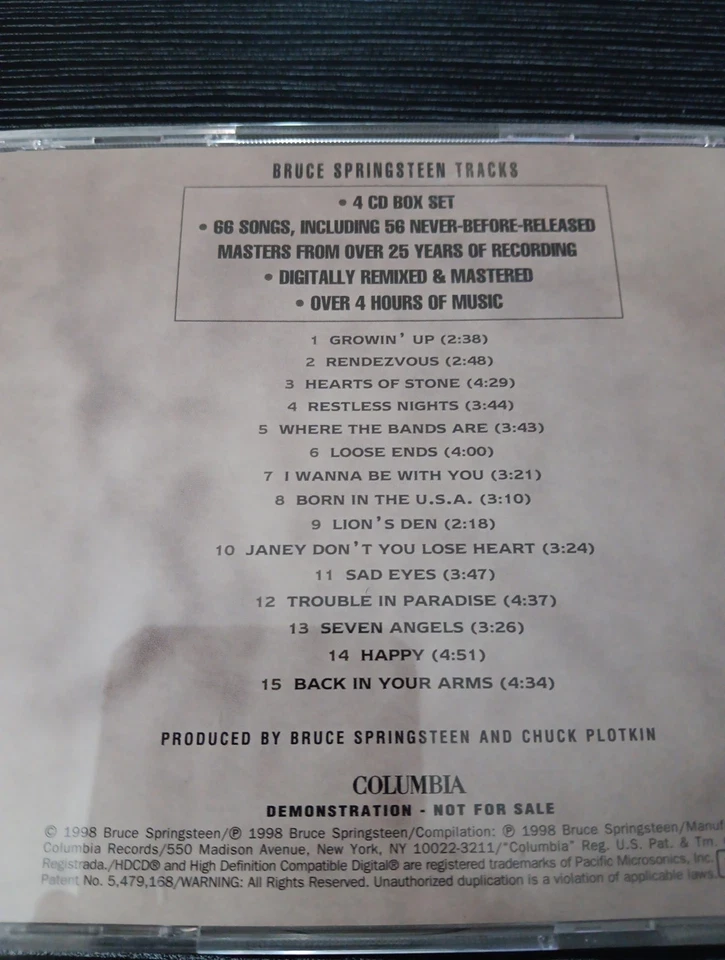 BRUCE SPRINGSTEEN TRACKS
• 4 CD BOX SET
• 66 SONGS, INCLUDING 56 NEVER-BEFORE-RELEASED
MASTERS FROM OVER 25 YEARS OF RECORDING
• DIGITALLY REMIXED & MASTERED
• OVER 4 HOURS OF MUSIC
1 GROWIN' UP (2:38)
2 RENDEZVOUS (2:48)
3 HEARTS OF STONE (4:29)
4 RESTLESS NIGHTS (3:44)
5 WHERE THE BANDS ARE (3:43)
6 LOOSE ENDS (4:00)
7 I WANNA BE WITH YOU (3:21)
8 BORN IN THE U.S.A. (3:10)
9 LION'S DEN (2:18)
10 JANEY DON'T YOU LOSE HEART (3:24)
11 SAD EYES (3:47)
12 TROUBLE IN PARADISE (4:37)
13 SEVEN ANGELS (3:26)
14 HAPPY (4:51)
15 BACK IN YOUR ARMS (4:34)
PRODUCED BY BRUCE SPRINGSTEEN AND CHUCK PLOTKIN
COLUMBIA
DEMONSTRATION - NOT FOR SALE
© 1998 Bruce Springsteen/℗ 1998 Bruce Springsteen/Compilation: ℗ 1998 Bruce Springsteen/Manuf
Columbia Records/550 Madison Avenue, New York, NY 10022-3211/"Columbia" Reg. U.S. Pat. & Tm.
Registrada./HDCD® and High Definition Compatible Digital® are registered trademarks of Pacific Microsonics, Inc.
Patent No. 5,479,168/WARNING: All Rights Reserved. Unauthorized duplication is a violation of applicable laws.